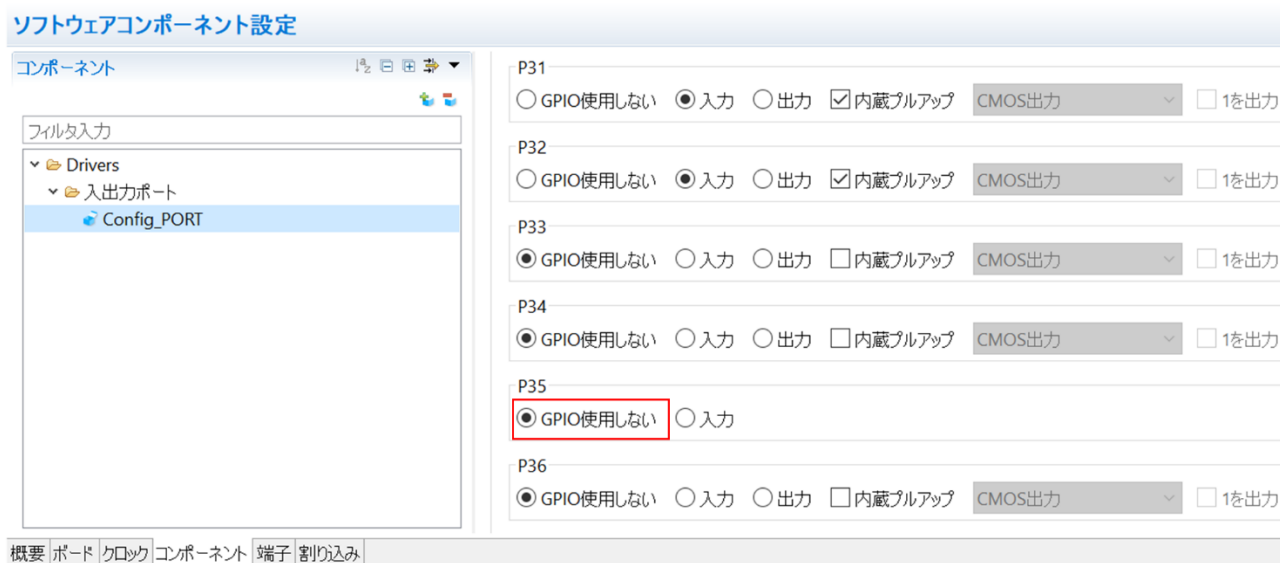 ソフトウェアコンポーネント設定
コンポーネント
フィルタ入力
Drivers
入出力ポート
Config_PORT
P31
GPIO使用しない 入力 出力 内蔵プルアップ CMOS出力 1を出力
P32
GPIO使用しない 入力 出力 内蔵プルアップ CMOS出力 1を出力
P33
GPIO使用しない 入力 出力 内蔵プルアップ CMOS出力 1を出力
P34
GPIO使用しない 入力 出力 内蔵プルアップ CMOS出力 1を出力
P35
GPIO使用しない 入力
P36
GPIO使用しない 入力 出力 内蔵プルアップ CMOS出力 1を出力
概要 ボード クロック コンポーネント 端子 割り込み